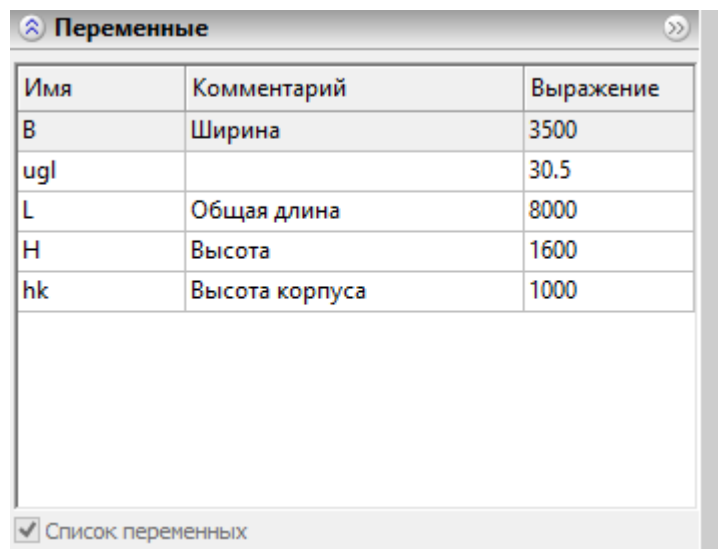 Переменные
Имя Комментарий Выражение
B Ширина 3500
ugl 30.5
L Общая длина 8000
H Высота 1600
hk Высота корпуса 1000
Список переменных